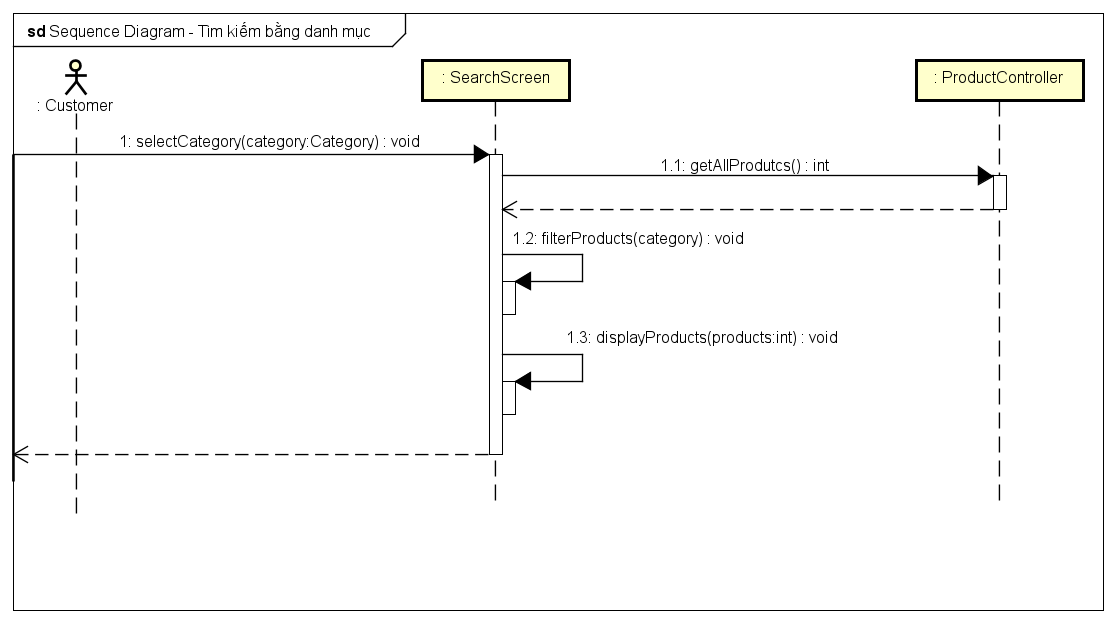 sd Sequence Diagram - Tìm kiếm bằng danh mục
: Customer
: SearchScreen
: ProductController
1: selectCategory(category:Category) : void
1.1: getAllProdutcs() : int
1.2: filterProducts(category) : void
1.3: displayProducts(products:int) : void